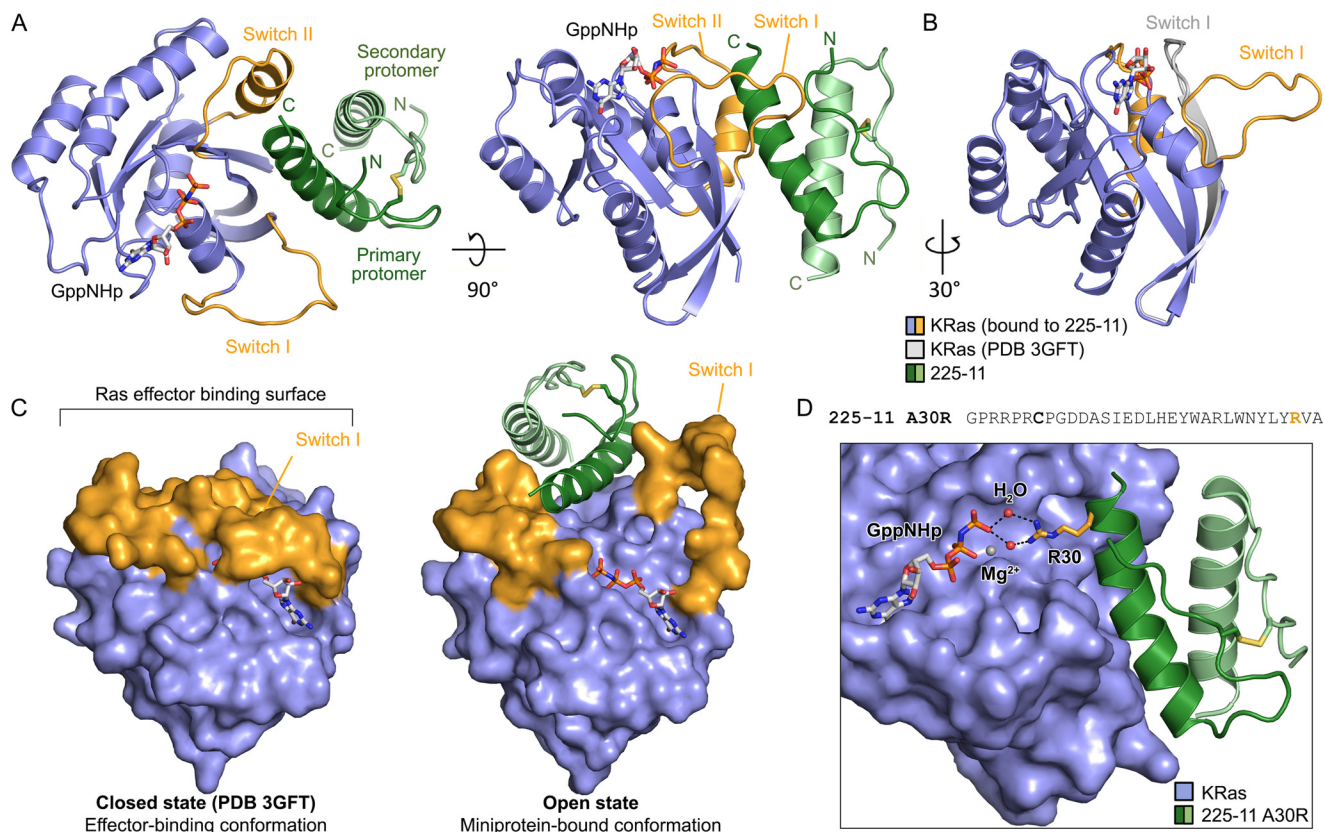 A
Switch II
Secondary
protomer
C
N
C
N
Primary
protomer
GppNHp
Switch I
90°
GppNHp
Switch II
Switch I
C
N
N
C
30°
B
Switch I
Switch I
KRas (bound to 225-11)
KRas (PDB 3GFT)
225-11
C
Ras effector binding surface
Switch I
Closed state (PDB 3GFT)
Effector-binding conformation
Switch I
Open state
Miniprotein-bound conformation
D
225-11 A30R GPRRPRCPGDDASIEDLHEYWARLWNYLYRVA
H₂O
GppNHp
Mg²⁺
R30
KRas
225-11 A30R